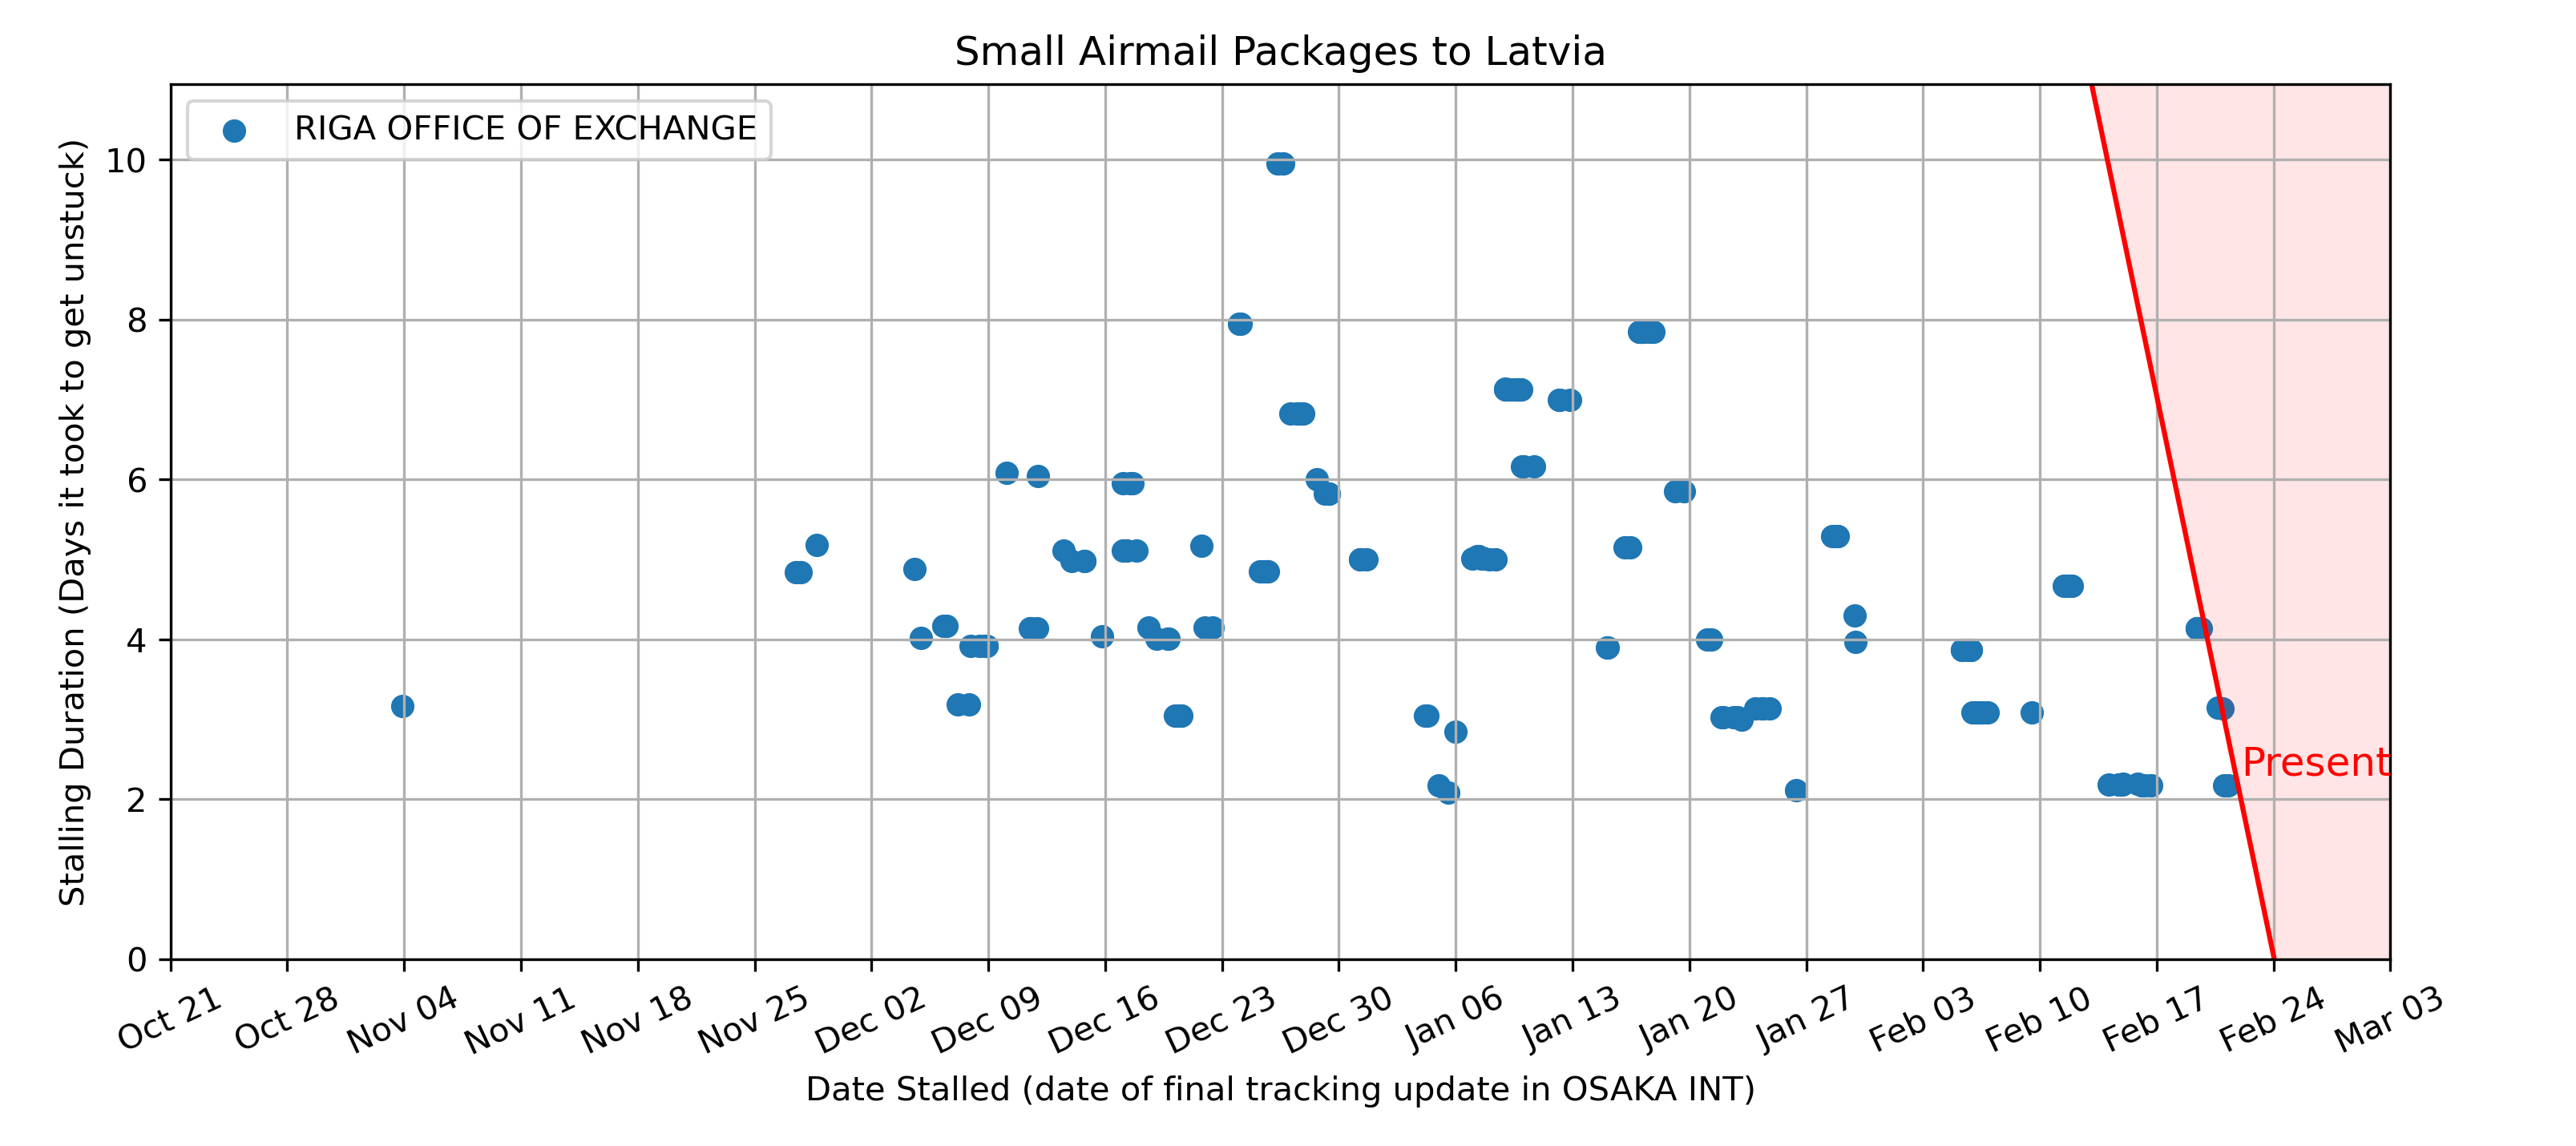 Small Airmail Packages to Latvia
RIGA OFFICE OF EXCHANGE
Stalling Duration (Days it took to get unstuck)
10
8
6
4
2
0
Present
Oct 21 Oct 28 Nov 04 Nov 11 Nov 18 Nov 25 Dec 02 Dec 09 Dec 16 Dec 23 Dec 30 Jan 06 Jan 13 Jan 20 Jan 27 Feb 03 Feb 10 Feb 17 Feb 24 Mar 03
Date Stalled (date of final tracking update in OSAKA INT)